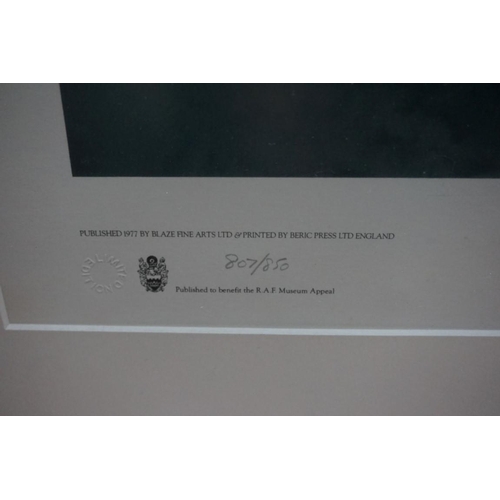 PUBLISHED 1977 BY BLAZE FINE ARTS LTD & PRINTED BY BERIC PRESS LTD ENGLAND
807/850
Published to benefit the R.A.F. Museum Appeal